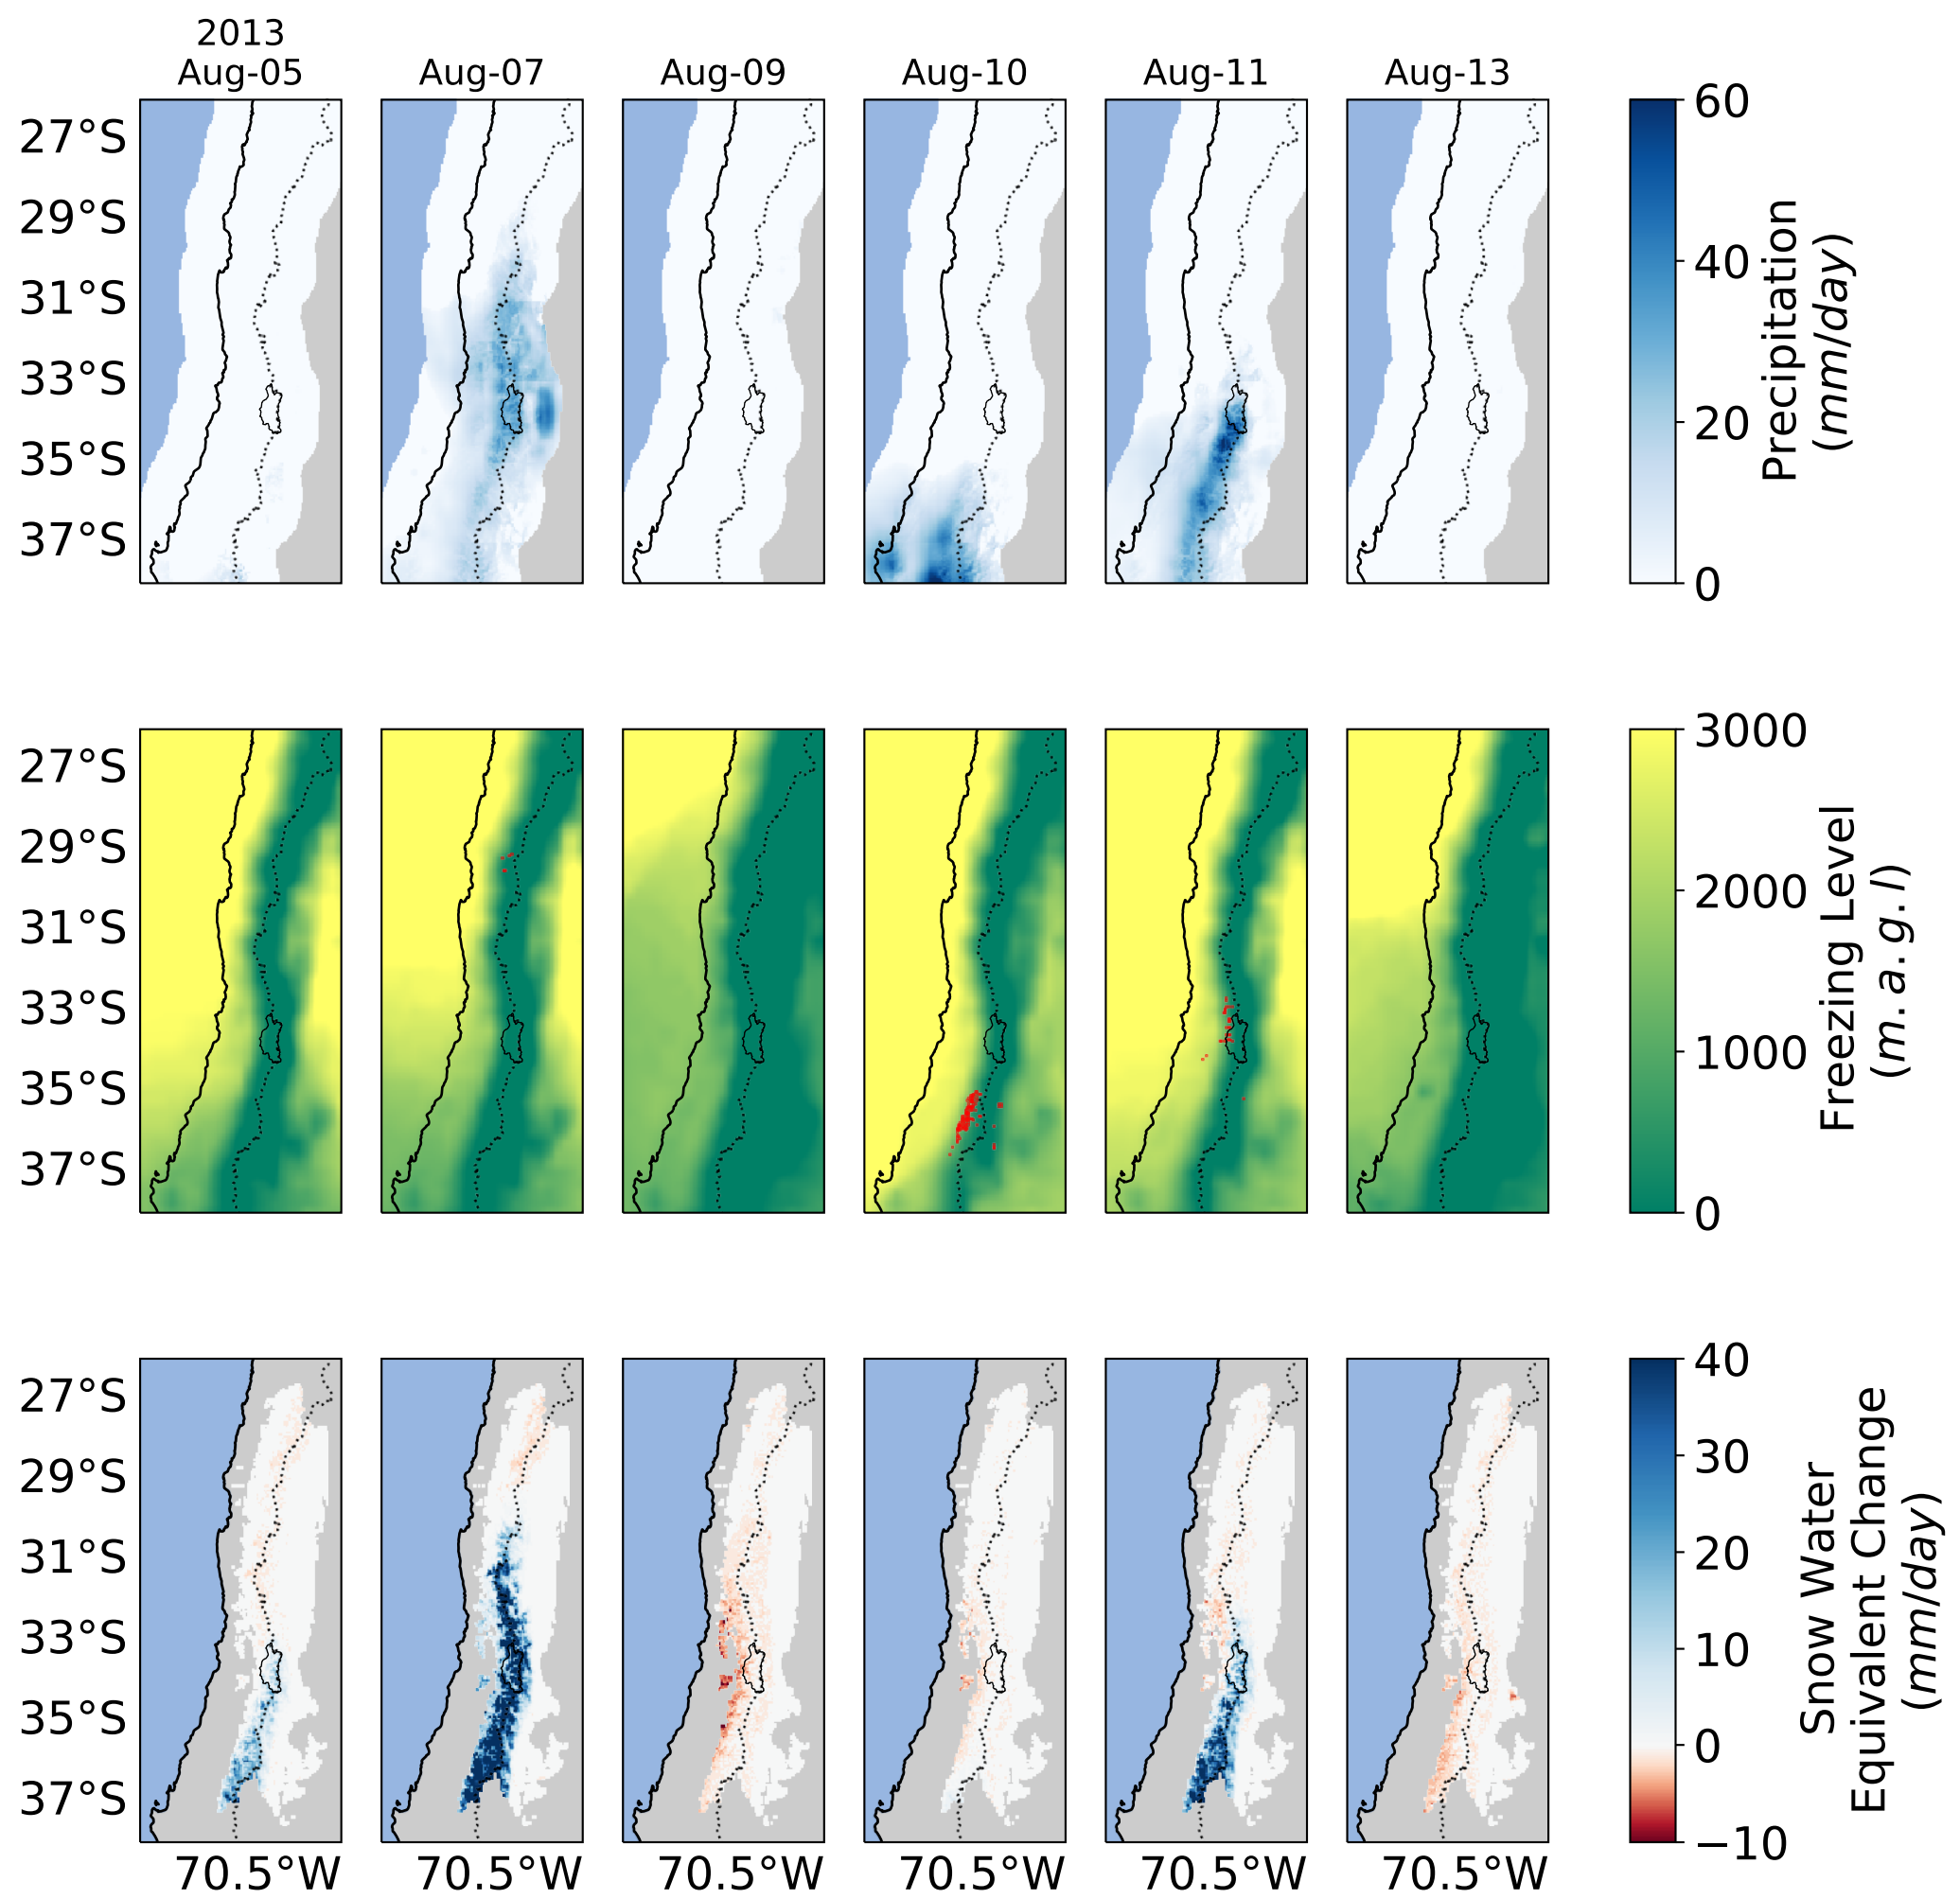 2013
Aug-05 Aug-07 Aug-09 Aug-10 Aug-11 Aug-13
27°S
29°S
31°S
33°S
35°S
37°S
60
40
20
0
Precipitation
(mm/day)
27°S
29°S
31°S
33°S
35°S
37°S
3000
2000
1000
0
Freezing Level
(m.a.g.l)
27°S
29°S
31°S
33°S
35°S
37°S
40
30
20
10
0
−10
Snow Water
Equivalent Change
(mm/day)
70.5°W 70.5°W 70.5°W 70.5°W 70.5°W 70.5°W